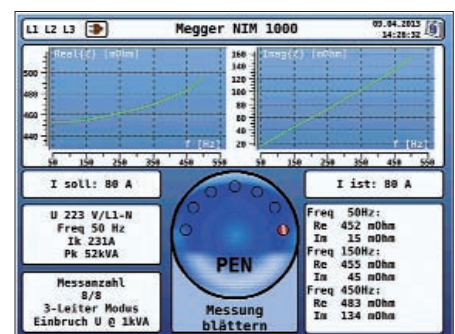 L1 L2 L3
Megger NIM 1000
03.04.2013
14:26:32
Real{Z} [mOhm]
500
480
460
440
f [Hz]
50 150 250 350 450 550
Imag{Z} [mOhm]
160
140
120
100
80
60
40
20
f [Hz]
50 150 250 350 450 550
I soll: 80 A
I ist: 80 A
U 223 V/L1-N
Freq 50 Hz
Ik 231A
Pk 52kVA
Messanzahl
8/8
3-Leiter Modus
Einbruch U @ 1kVA
PEN
Messung
blättern
Freq 50Hz:
Re 452 mOhm
Im 15 mOhm
Freq 150Hz:
Re 455 mOhm
Im 45 mOhm
Freq 450Hz:
Re 483 mOhm
Im 134 mOhm